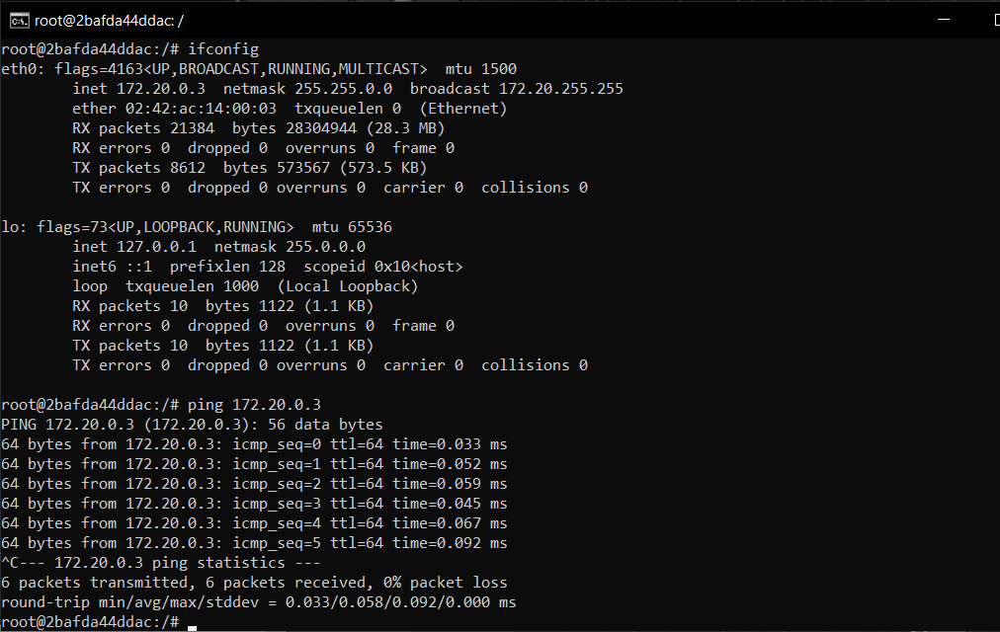 root@2bafda44ddac: /
root@2bafda44ddac:/# ifconfig
eth0: flags=4163<UP,BROADCAST,RUNNING,MULTICAST>  mtu 1500
        inet 172.20.0.3  netmask 255.255.0.0  broadcast 172.20.255.255
        ether 02:42:ac:14:00:03  txqueuelen 0  (Ethernet)
        RX packets 21384  bytes 28304944 (28.3 MB)
        RX errors 0  dropped 0  overruns 0  frame 0
        TX packets 8612  bytes 573567 (573.5 KB)
        TX errors 0  dropped 0 overruns 0  carrier 0  collisions 0

lo: flags=73<UP,LOOPBACK,RUNNING>  mtu 65536
        inet 127.0.0.1  netmask 255.0.0.0
        inet6 ::1  prefixlen 128  scopeid 0x10<host>
        loop  txqueuelen 1000  (Local Loopback)
        RX packets 10  bytes 1122 (1.1 KB)
        RX errors 0  dropped 0  overruns 0  frame 0
        TX packets 10  bytes 1122 (1.1 KB)
        TX errors 0  dropped 0 overruns 0  carrier 0  collisions 0

root@2bafda44ddac:/# ping 172.20.0.3
PING 172.20.0.3 (172.20.0.3): 56 data bytes
64 bytes from 172.20.0.3: icmp_seq=0 ttl=64 time=0.033 ms
64 bytes from 172.20.0.3: icmp_seq=1 ttl=64 time=0.052 ms
64 bytes from 172.20.0.3: icmp_seq=2 ttl=64 time=0.059 ms
64 bytes from 172.20.0.3: icmp_seq=3 ttl=64 time=0.045 ms
64 bytes from 172.20.0.3: icmp_seq=4 ttl=64 time=0.067 ms
64 bytes from 172.20.0.3: icmp_seq=5 ttl=64 time=0.092 ms
^C--- 172.20.0.3 ping statistics ---
6 packets transmitted, 6 packets received, 0% packet loss
round-trip min/avg/max/stddev = 0.033/0.058/0.092/0.000 ms
root@2bafda44ddac:/#